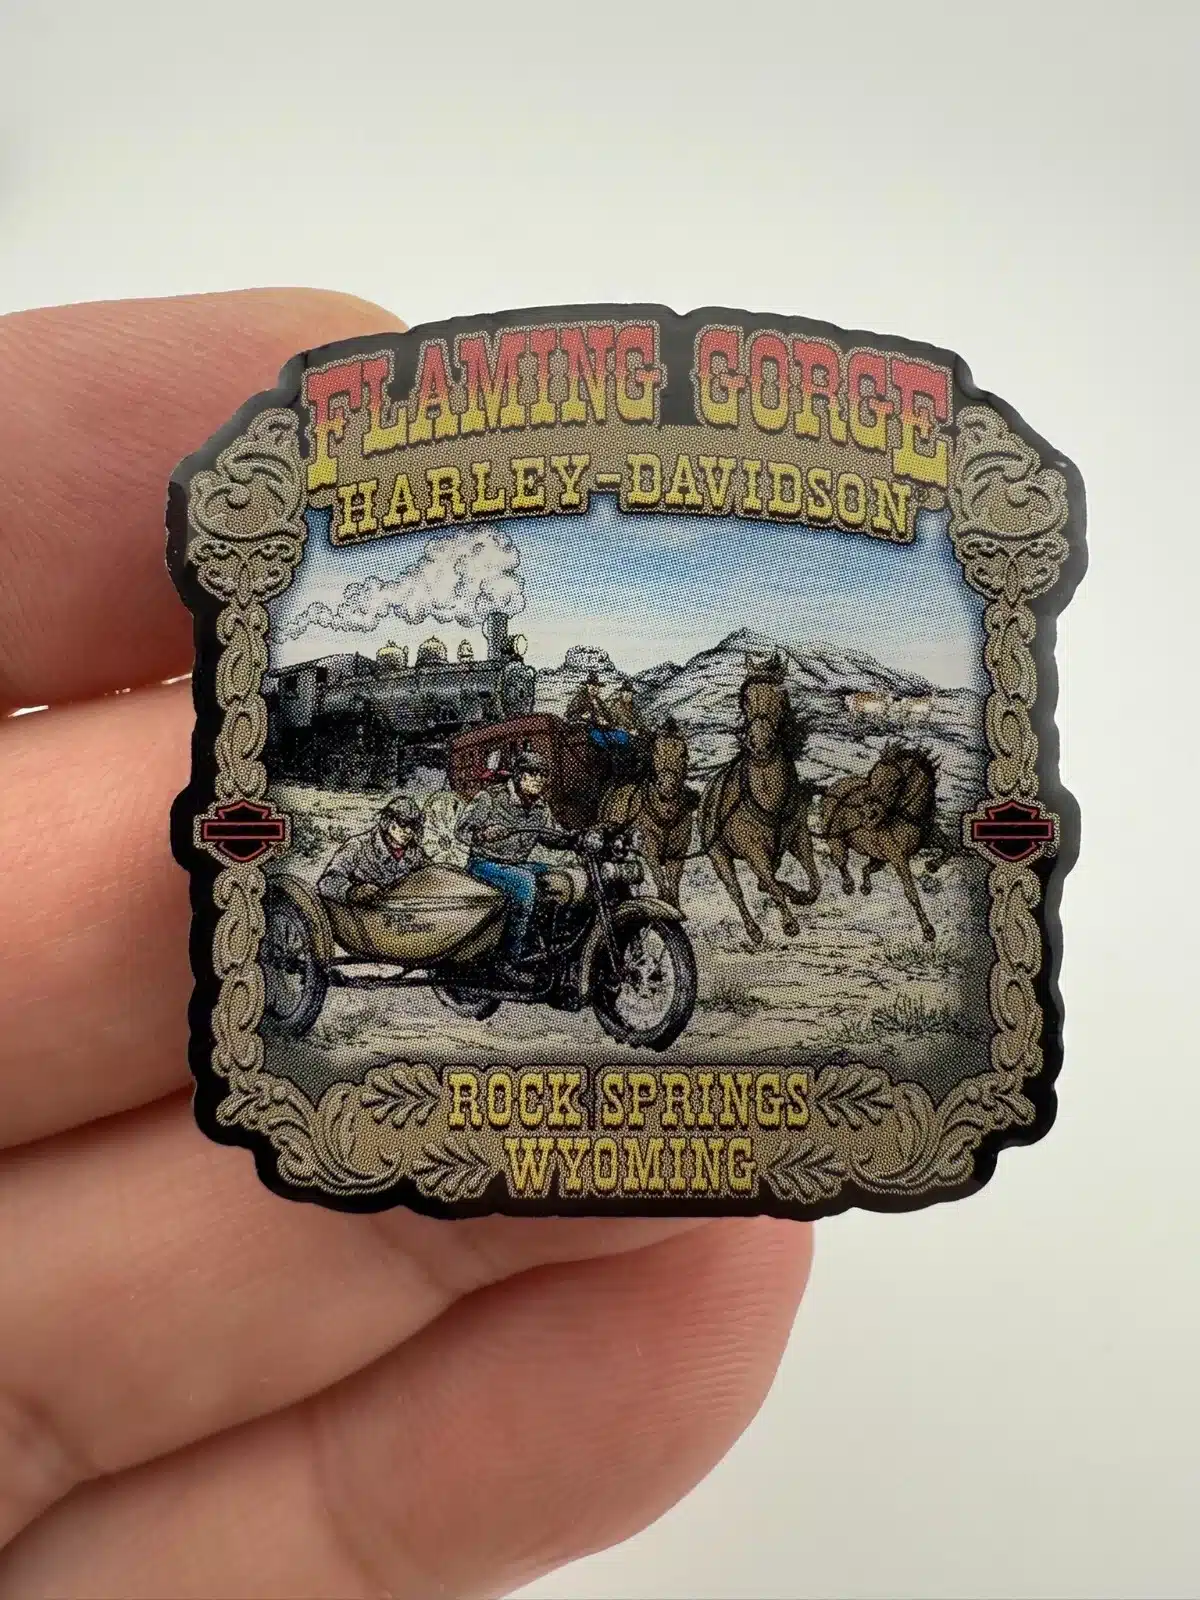 FLAMING GORGE
HARLEY-DAVIDSON®
ROCK SPRINGS
WYOMING